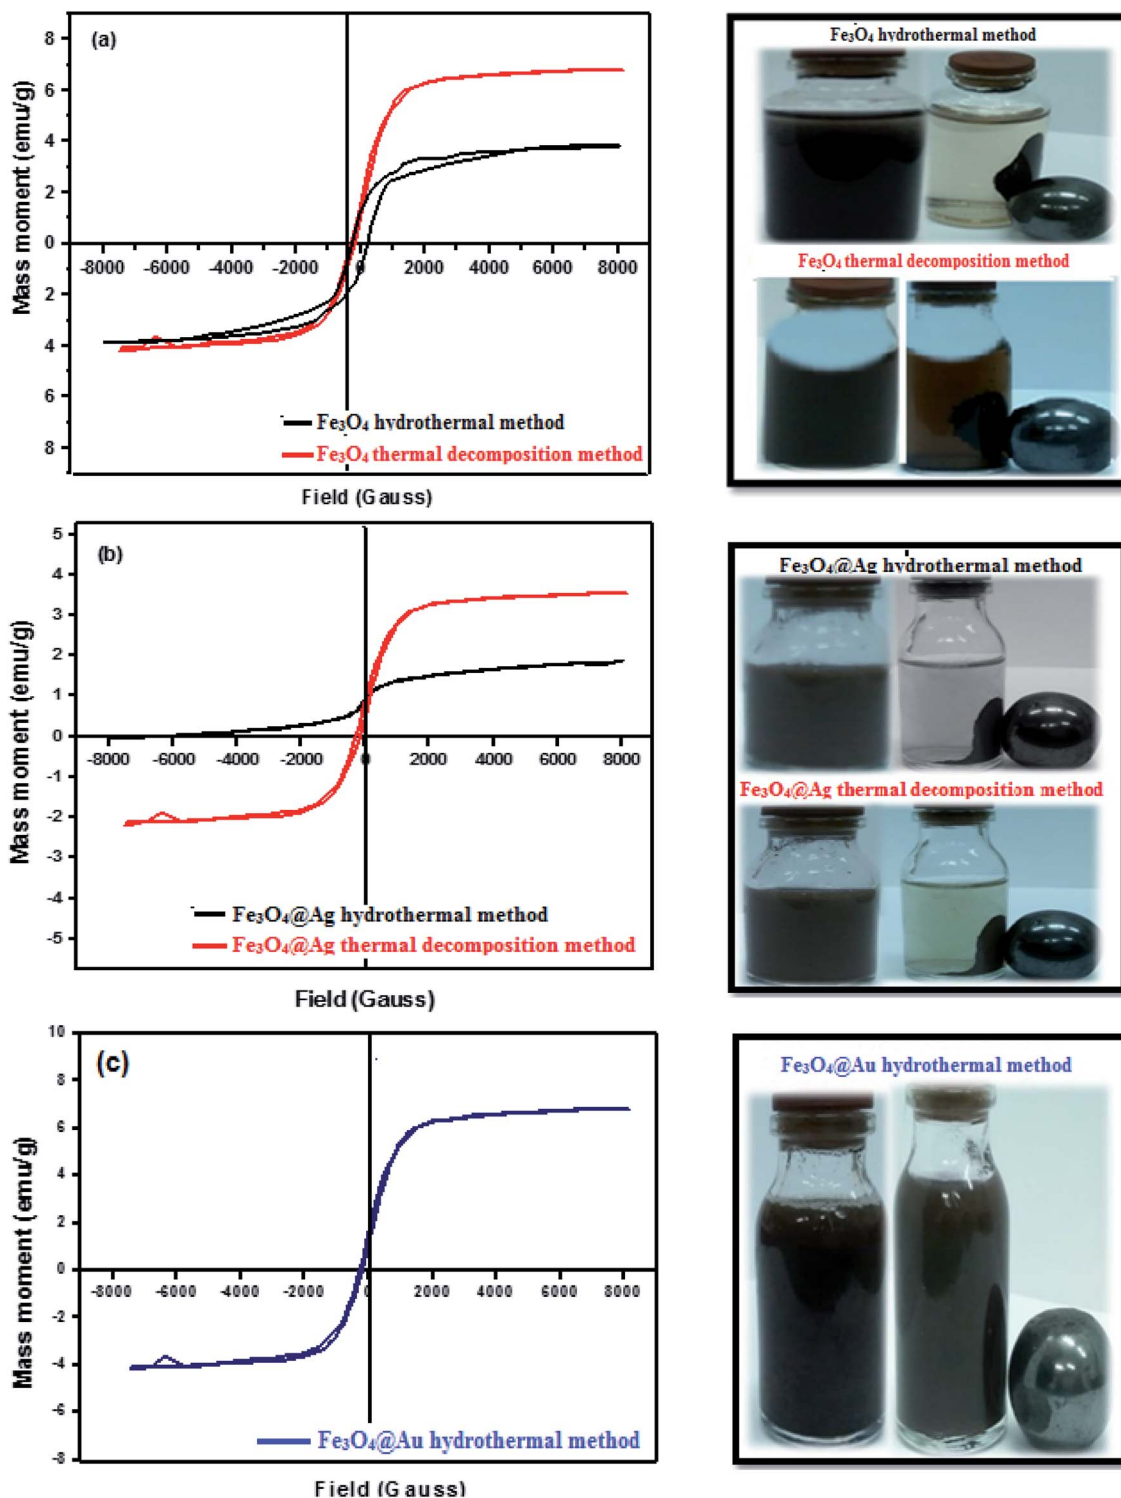 (a)
8
6
4
2
0
2
4
6
8
-8000 -6000 -4000 -2000 0 2000 4000 6000 8000
Mass moment (emu/g)
Fe₃O₄ hydrothermal method
Fe₃O₄ thermal decomposition method
Field (Gauss)
Fe₃O₄ hydrothermal method
Fe₃O₄ thermal decomposition method
(b)
5
4
3
2
1
0
-1
-2
-3
-4
-5
-8000 -6000 -4000 -2000 0 2000 4000 6000 8000
Mass moment (emu/g)
Fe₃O₄@Ag hydrothermal method
Fe₃O₄@Ag thermal decomposition method
Field (Gauss)
Fe₃O₄@Ag hydrothermal method
Fe₃O₄@Ag thermal decomposition method
(c)
10
8
6
4
2
0
-2
-4
-6
-8
-8000 -6000 -4000 -2000 0 2000 4000 6000 8000
Mass moment (emu/g)
Fe₃O₄@Au hydrothermal method
Field (Gauss)
Fe₃O₄@Au hydrothermal method